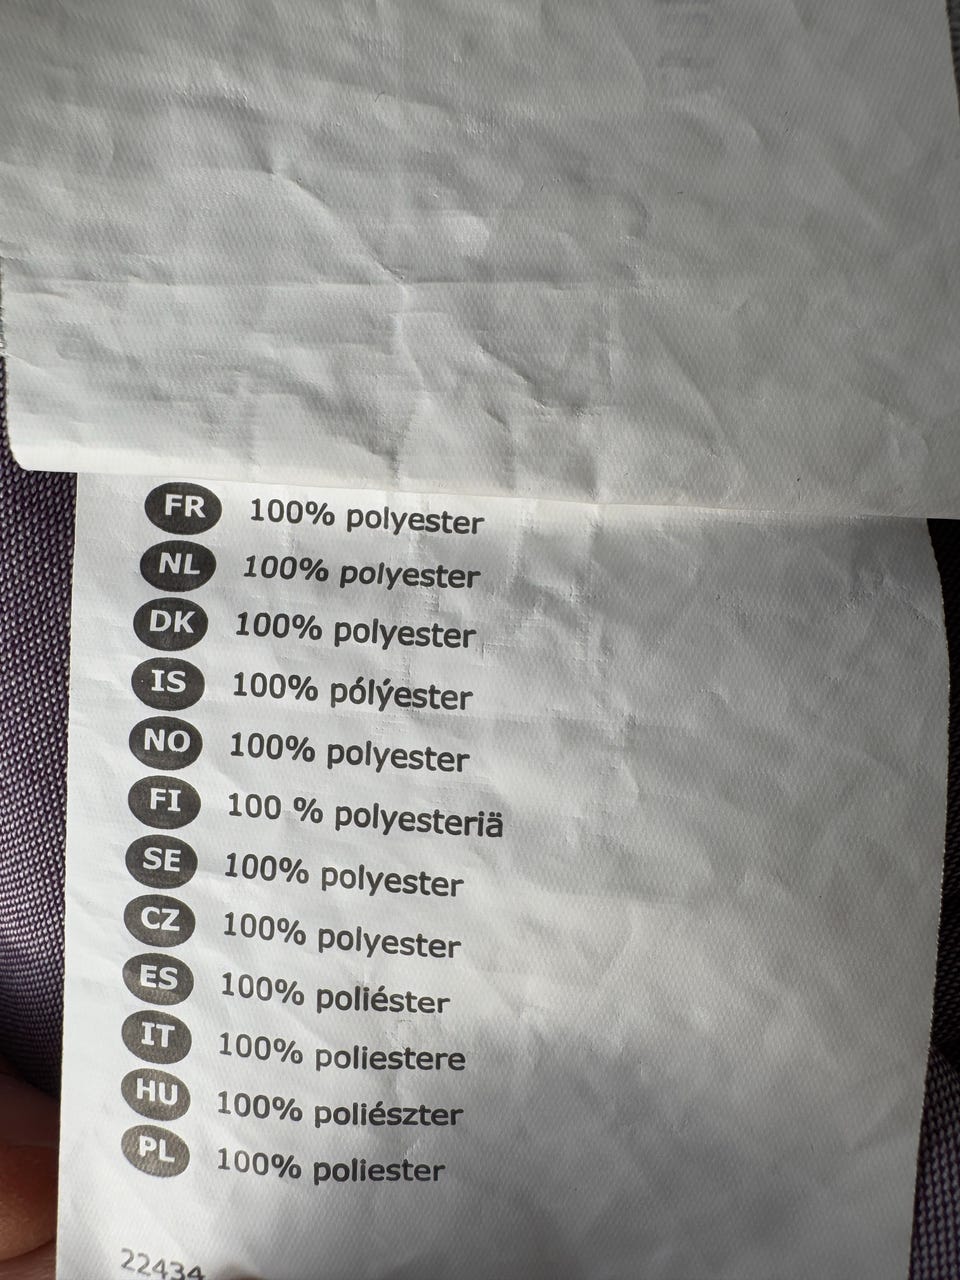 FR 100% polyester
NL 100% polyester
DK 100% polyester
IS 100% pólýester
NO 100% polyester
FI 100 % polyesteriä
SE 100% polyester
CZ 100% polyester
ES 100% poliéster
IT 100% poliestere
HU 100% poliészter
PL 100% poliester
22434